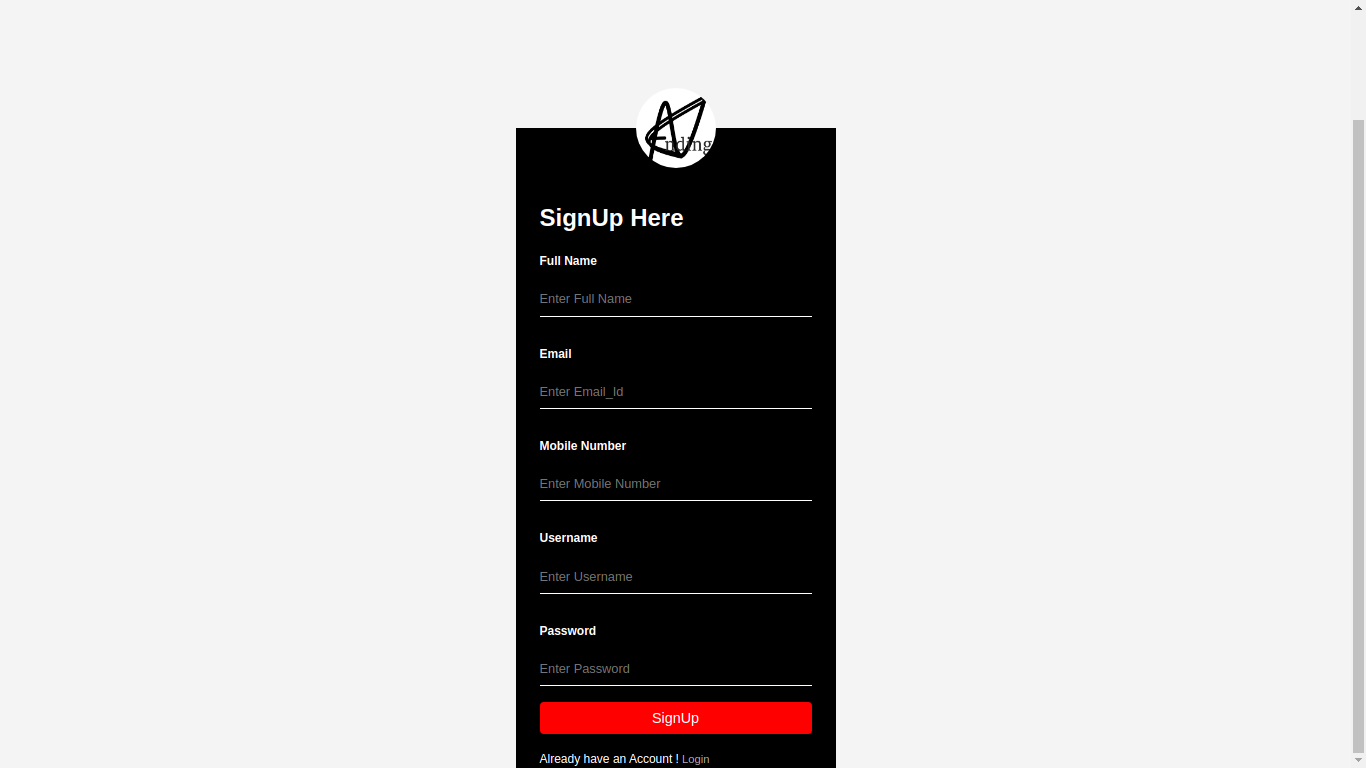 nding
SignUp Here
Full Name
Enter Full Name
Email
Enter Email_Id
Mobile Number
Enter Mobile Number
Username
Enter Username
Password
Enter Password
SignUp
Already have an Account ! Login